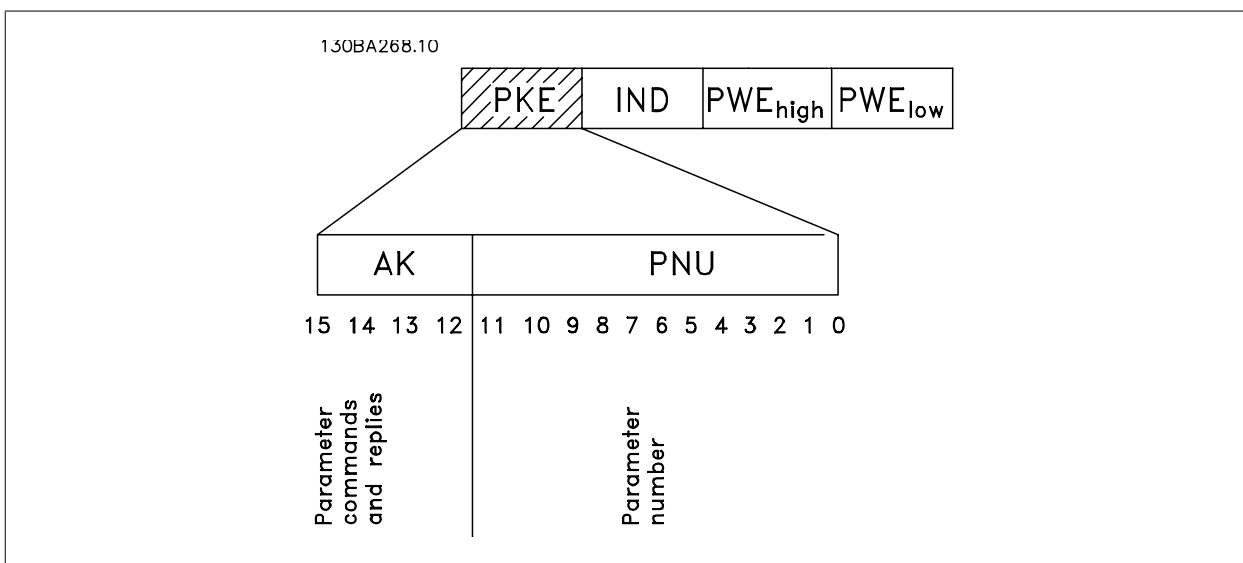 130BA268.10
PKE IND PWEhigh PWElow
AK PNU
15 14 13 12 11 10 9 8 7 6 5 4 3 2 1 0
Parameter
commands
and replies
Parameter
number